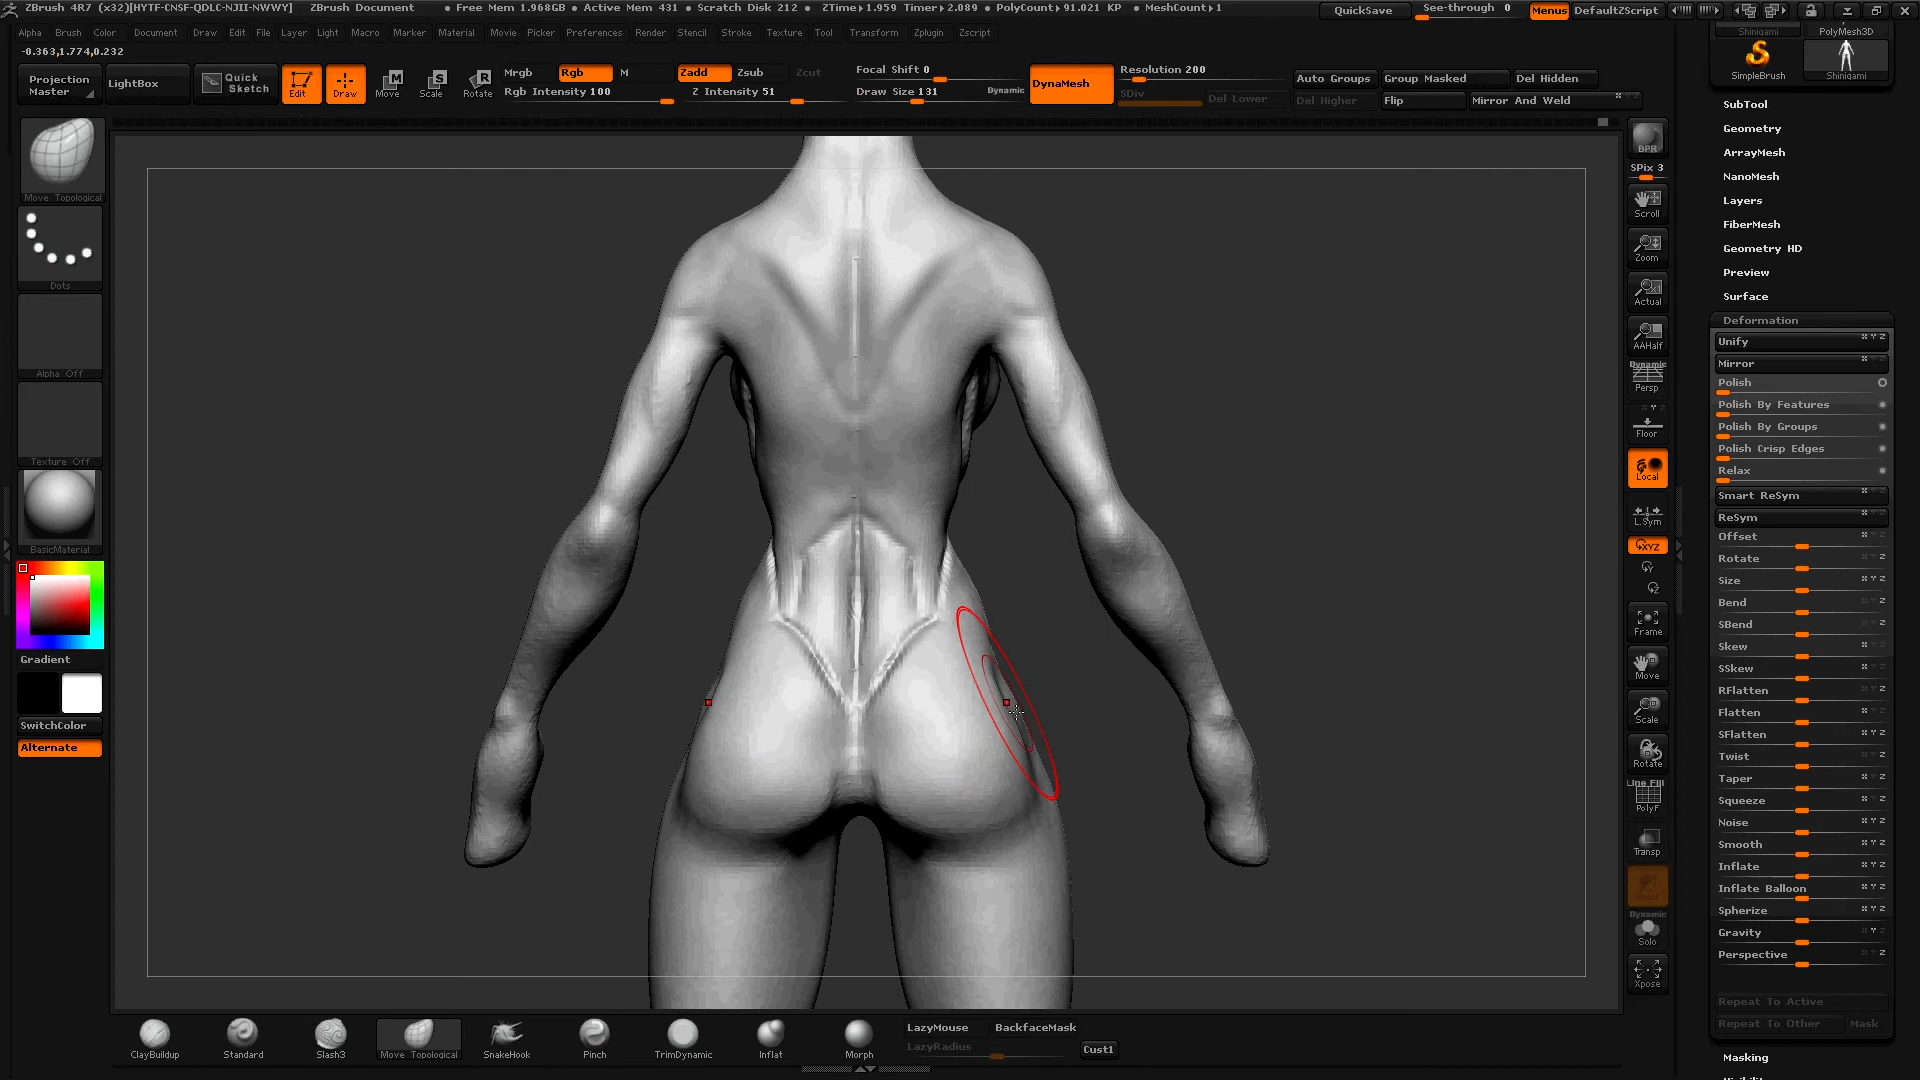 ZBrush 4R7 (x32)[HYTF-CNSF-QDLC-NJII-NWWY] ZBrush Document • Free Mem 1.968GB • Active Mem 431 • Scratch Disk 212 • ZTime▸1.959 Timer▸2.089 • PolyCount▸91.021 KP • MeshCount▸1 QuickSave See-through 0 Menus DefaultZScript
Alpha Brush Color Document Draw Edit File Layer Light Macro Marker Material Movie Picker Preferences Render Stencil Stroke Texture Tool Transform Zplugin Zscript
-0.363,1.774,0.232
Projection Master
LightBox
Quick Sketch
Edit
Draw
Move
Scale
Rotate
Mrgb Rgb M
Rgb Intensity 100
Zadd Zsub Zcut
Z Intensity 51
Focal Shift 0
Draw Size 131
Dynamic
DynaMesh
Resolution 200
SDiv
Del Lower
Auto Groups Group Masked Del Hidden
Del Higher Flip Mirror And Weld
Shinigami PolyMesh3D
SimpleBrush Shinigami
Move Topological
Dots
Alpha Off
Texture Off
BasicMaterial
Gradient
SwitchColor
Alternate
BPR
SPix 3
Scroll
Zoom
Actual
AAHalf
Dynamic
Persp
Floor
Local
L.Sym
XYZ
Frame
Move
Scale
Rotate
Line Fill
PolyF
Transp
Ghost
Dynamic
Solo
Xpose
SubTool
Geometry
ArrayMesh
NanoMesh
Layers
FiberMesh
Geometry HD
Preview
Surface
Deformation
Unify
Mirror
Polish
Polish By Features
Polish By Groups
Polish Crisp Edges
Relax
Smart ReSym
ReSym
Offset
Rotate
Size
Bend
SBend
Skew
SSkew
RFlatten
Flatten
SFlatten
Twist
Taper
Squeeze
Noise
Smooth
Inflate
Inflate Balloon
Spherize
Gravity
Perspective
Repeat To Active
Repeat To Other Mask
Masking
ClayBuildup Standard Slash3 Move Topological SnakeHook Pinch TrimDynamic Inflat Morph
LazyMouse BackfaceMask
LazyRadius
Cust1